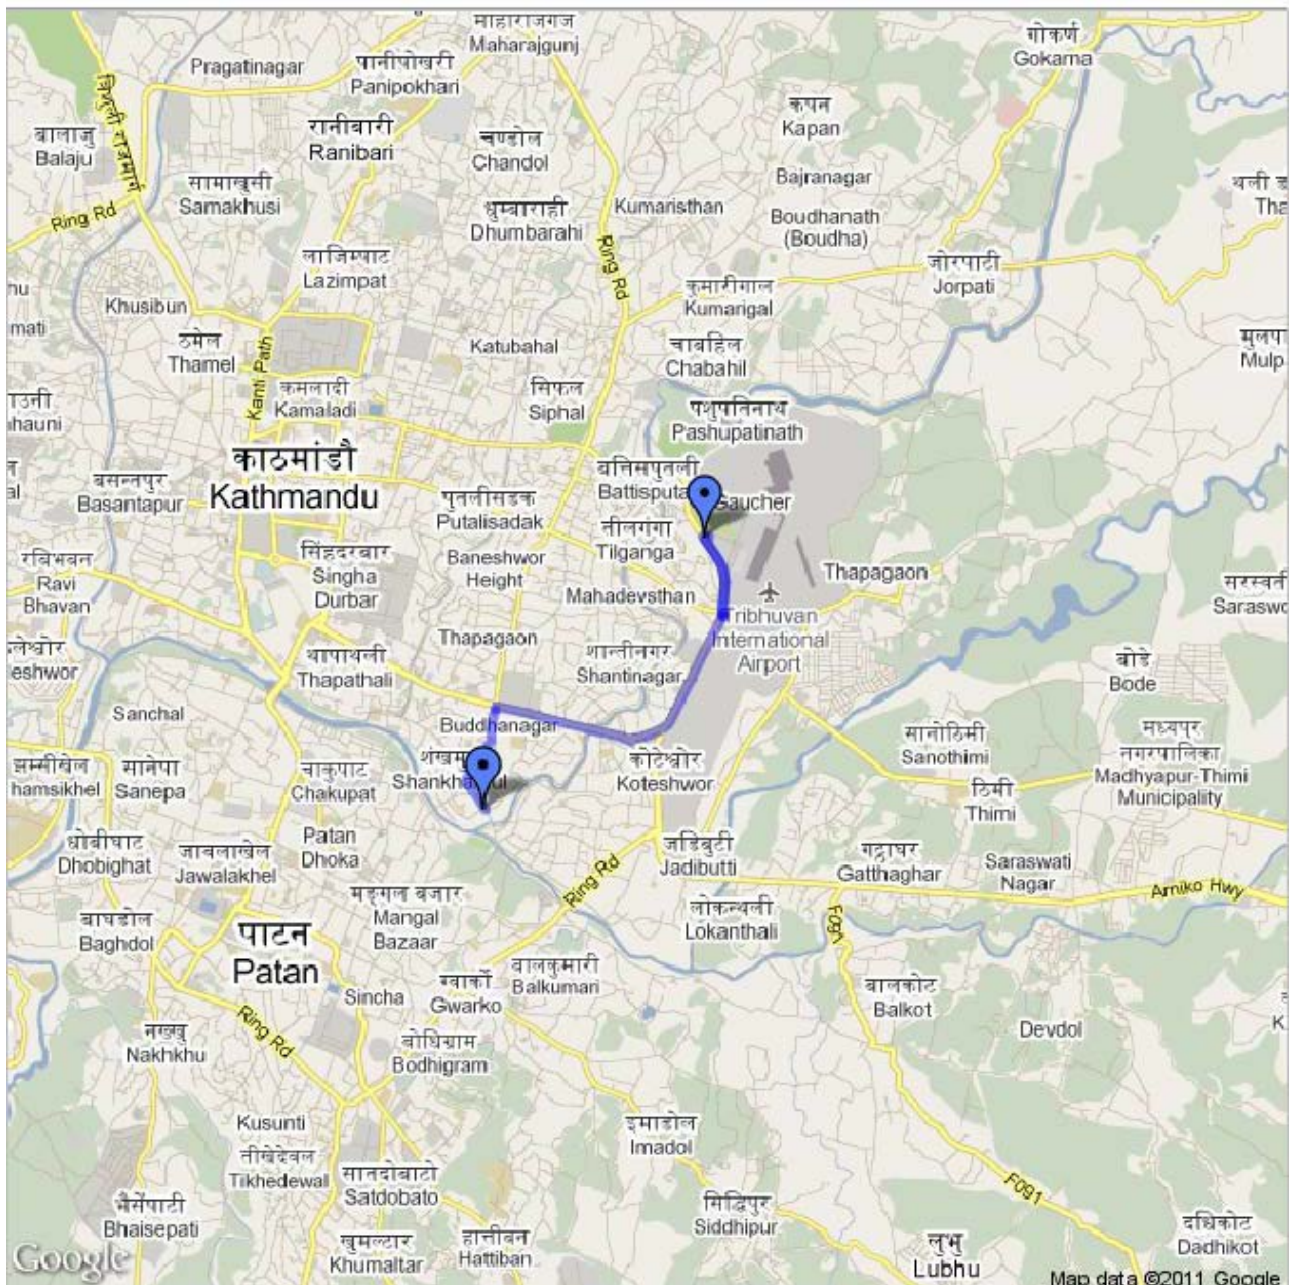 माहाराजगंज
Maharajgunj
Pragatinagar
पानीपोखरी
Panipokhari
गोकर्ण
Gokarna
बालाजु
Balaju
रानीबारी
Ranibari
चण्डोल
Chandol
कपन
Kapan
सामाखुसी
Samakhusi
Ring Rd
धुम्बाराही
Dhumbarahi
Kumaristhan
Bajranagar
Boudhanath
(Boudha)
थली
लाजिम्पाट
Lazimpat
Ring Rd
जोरपाटी
Jorpati
Khusibun
कुमारीगाल
Kumarigal
ठमेल
Thamel
Kanti Path
Katubahal
चाबहिल
Chabahil
कमलादी
Kamaladi
सिफल
Siphal
पशुपतिनाथ
Pashupatinath
काठमांडौ
Kathmandu
बसन्तपुर
Basantapur
पुतलीसडक
Putalisadak
बत्तिसपुतली
Gaucher
तीलगंगा
Tilganga
रबिभवन
Ravi
Bhavan
सिंहदरबार
Singha
Durbar
Baneshwor
Height
Mahadevsthan
Thapagaon
Tribhuvan
International
Airport
Thapagaon
थापाथली
Thapathali
शान्तीनगर
Shantinagar
बोडे
Bode
Sanchal
Buddhanagar
सानोठिमी
Sanothimi
मध्यपुर
नगरपालिका
Madhyapur-Thimi
Municipality
सानेपा
Sanepa
चाकुपाट
Chakupat
कोटेश्वोर
Koteshwor
ठिमी
Thimi
धोबीघाट
Dhobighat
जावलाखेल
Jawalakhel
Patan
Dhoka
जडिबुटी
Jadibutti
गट्ठाघर
Gatthaghar
Saraswati
Nagar
Arniko Hwy
Ring Rd
मङ्गल बजार
Mangal
Bazaar
लोकन्थली
Lokanthali
F091
बाघडोल
Baghdol
पाटन
Patan
ग्वार्को
Gwarko
बालकुमारी
Balkumari
बालकोट
Balkot
Sincha
Devdol
Ring Rd
नख्खु
Nakhkhu
बोधिग्राम
Bodhigram
Kusunti
तीखेदेवल
Tikhedewal
इमाडोल
Imadol
सातदोबाटो
Satdobato
F091
भैसेंपाटी
Bhaisepati
सिद्धिपुर
Siddhipur
दधिकोट
Dadhikot
खुमल्टार
Khumaltar
हात्तीबन
Hattiban
लुभु
Lubhu
Google
Map data ©2011 Google